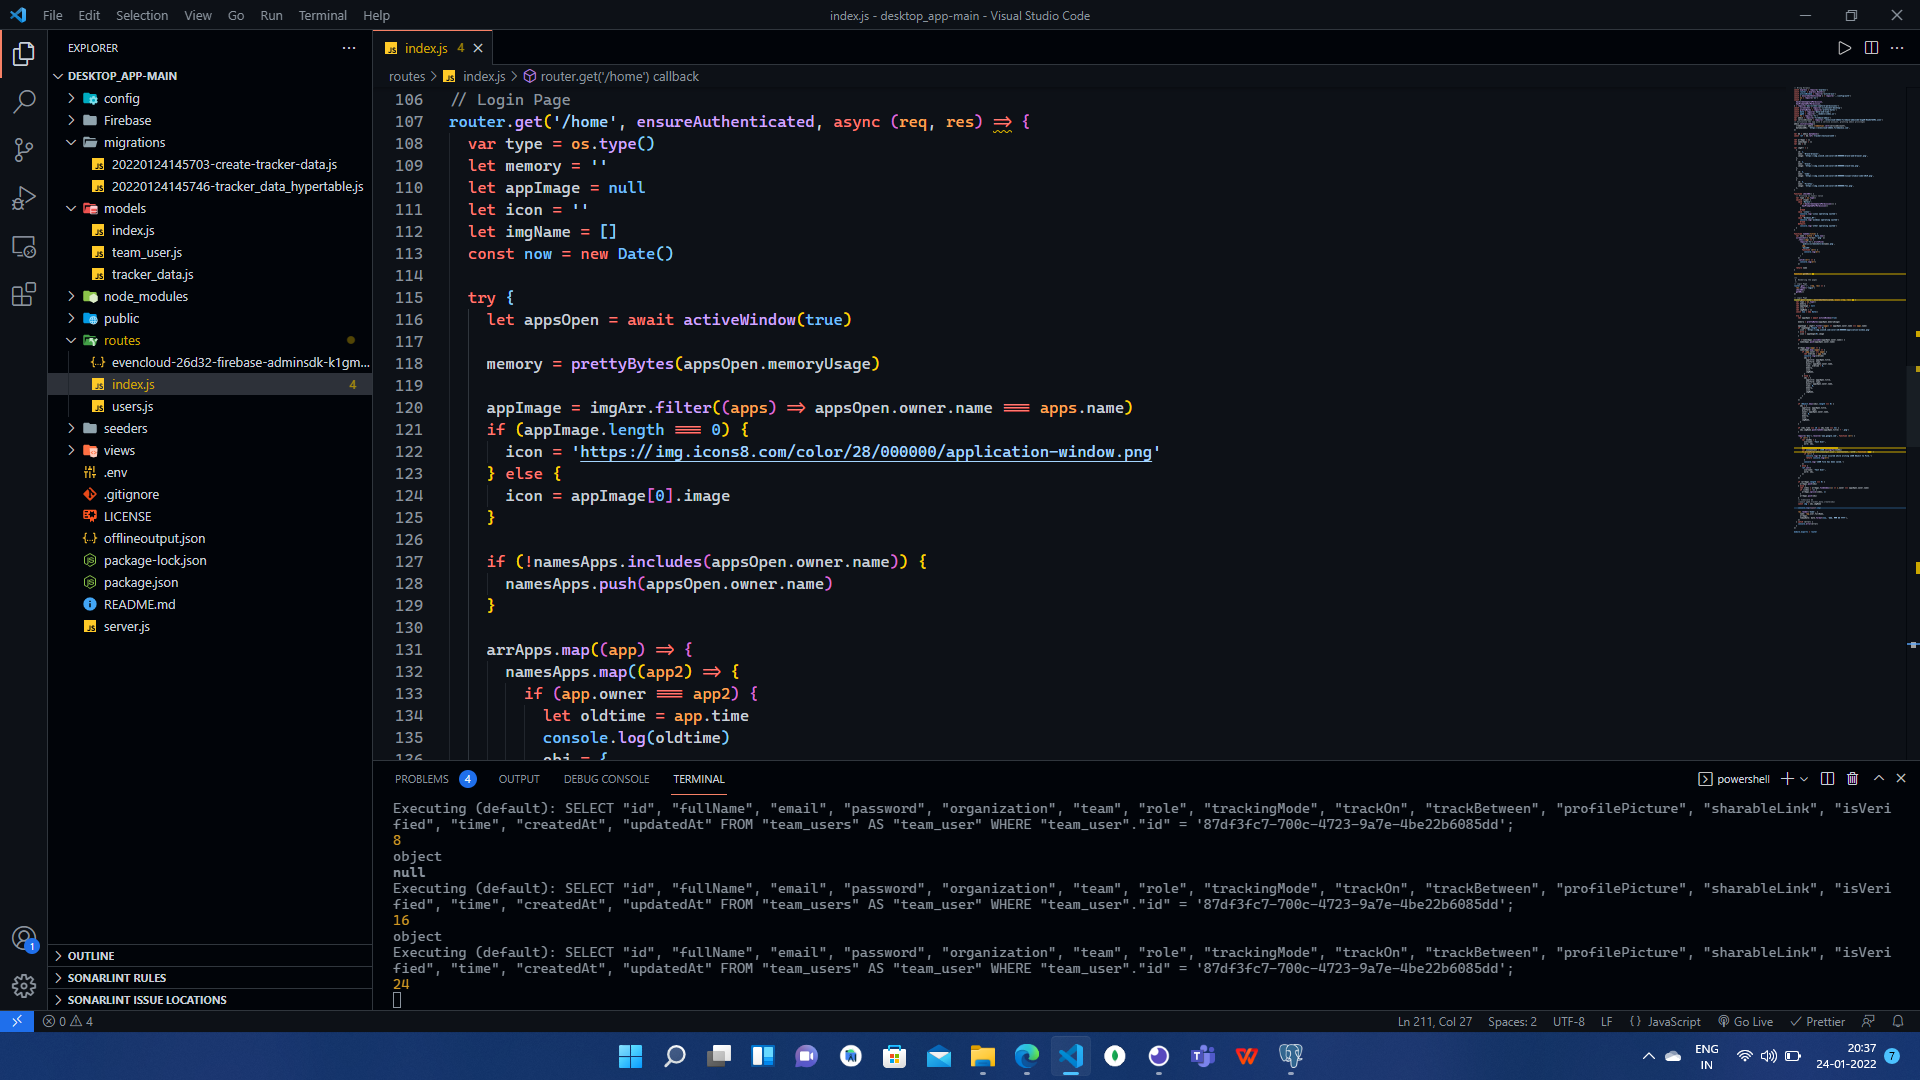 File Edit Selection View Go Run Terminal Help
index.js - desktop_app-main - Visual Studio Code
EXPLORER
DESKTOP_APP-MAIN
config
Firebase
migrations
20220124145703-create-tracker-data.js
20220124145746-tracker_data_hypertable.js
models
index.js
team_user.js
tracker_data.js
node_modules
public
routes
evencloud-26d32-firebase-adminsdk-k1gm...
index.js 4
users.js
seeders
views
.env
.gitignore
LICENSE
offlineoutput.json
package-lock.json
package.json
README.md
server.js
OUTLINE
SONARLINT RULES
SONARLINT ISSUE LOCATIONS
index.js 4
routes > index.js > router.get('/home') callback
106 // Login Page
107 router.get('/home', ensureAuthenticated, async (req, res) => {
108 var type = os.type()
109 let memory = ''
110 let appImage = null
111 let icon = ''
112 let imgName = []
113 const now = new Date()
114
115 try {
116 let appsOpen = await activeWindow(true)
117
118 memory = prettyBytes(appsOpen.memoryUsage)
119
120 appImage = imgArr.filter((apps) => appsOpen.owner.name === apps.name)
121 if (appImage.length === 0) {
122 icon = 'https://img.icons8.com/color/28/000000/application-window.png'
123 } else {
124 icon = appImage[0].image
125 }
126
127 if (!namesApps.includes(appsOpen.owner.name)) {
128 namesApps.push(appsOpen.owner.name)
129 }
130
131 arrApps.map((app) => {
132 namesApps.map((app2) => {
133 if (app.owner === app2) {
134 let oldtime = app.time
135 console.log(oldtime)
136 obj = {
PROBLEMS 4 OUTPUT DEBUG CONSOLE TERMINAL
powershell
Executing (default): SELECT "id", "fullName", "email", "password", "organization", "team", "role", "trackingMode", "trackOn", "trackBetween", "profilePicture", "sharableLink", "isVeri
fied", "time", "createdAt", "updatedAt" FROM "team_users" AS "team_user" WHERE "team_user"."id" = '87df3fc7-700c-4723-9a7e-4be22b6085dd';
8
object
null
Executing (default): SELECT "id", "fullName", "email", "password", "organization", "team", "role", "trackingMode", "trackOn", "trackBetween", "profilePicture", "sharableLink", "isVeri
fied", "time", "createdAt", "updatedAt" FROM "team_users" AS "team_user" WHERE "team_user"."id" = '87df3fc7-700c-4723-9a7e-4be22b6085dd';
16
object
Executing (default): SELECT "id", "fullName", "email", "password", "organization", "team", "role", "trackingMode", "trackOn", "trackBetween", "profilePicture", "sharableLink", "isVeri
fied", "time", "createdAt", "updatedAt" FROM "team_users" AS "team_user" WHERE "team_user"."id" = '87df3fc7-700c-4723-9a7e-4be22b6085dd';
24
1
0 4
Ln 211, Col 27 Spaces: 2 UTF-8 LF {} JavaScript Go Live Prettier
ENG
IN
20:37
24-01-2022
7